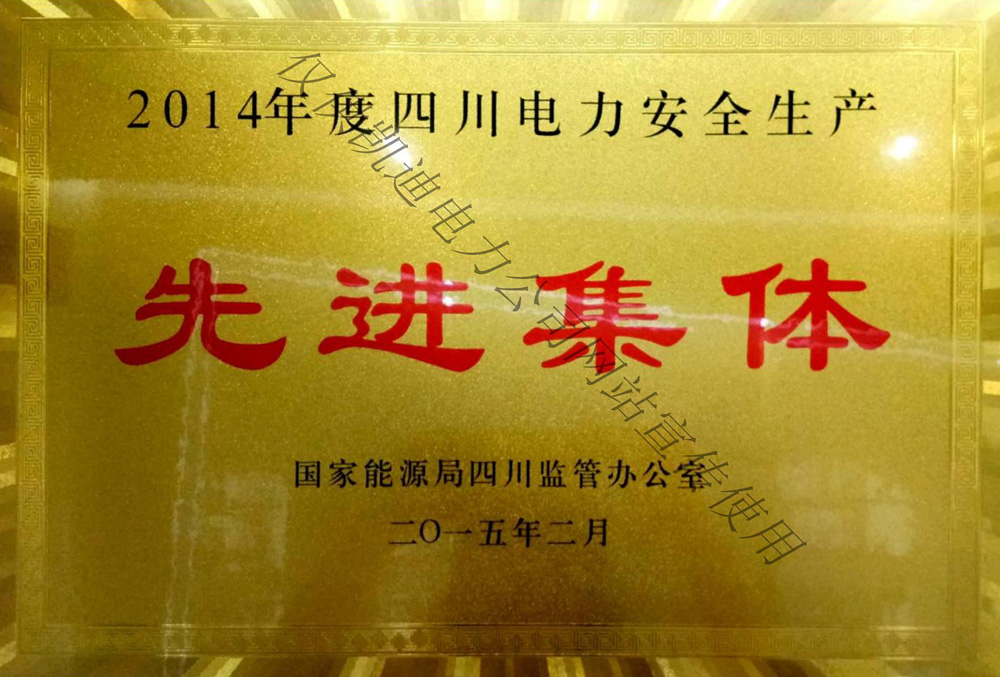 2014年度四川电力安全生产
先进集体
国家能源局四川监管办公室
二〇一五年二月
仅供凯迪电力公司网站宣传使用